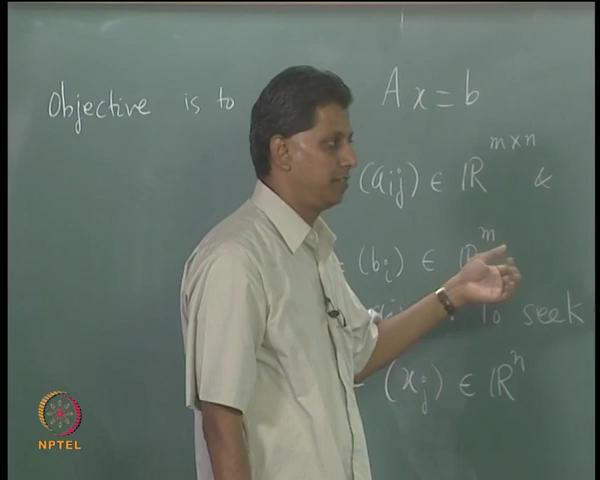 Objective is to Ax = b
(aij) ∈ ℝ^{m×n} &
∈ (bi) ∈ ℝ^m
To seek
(xj) ∈ ℝ^n
NPTEL